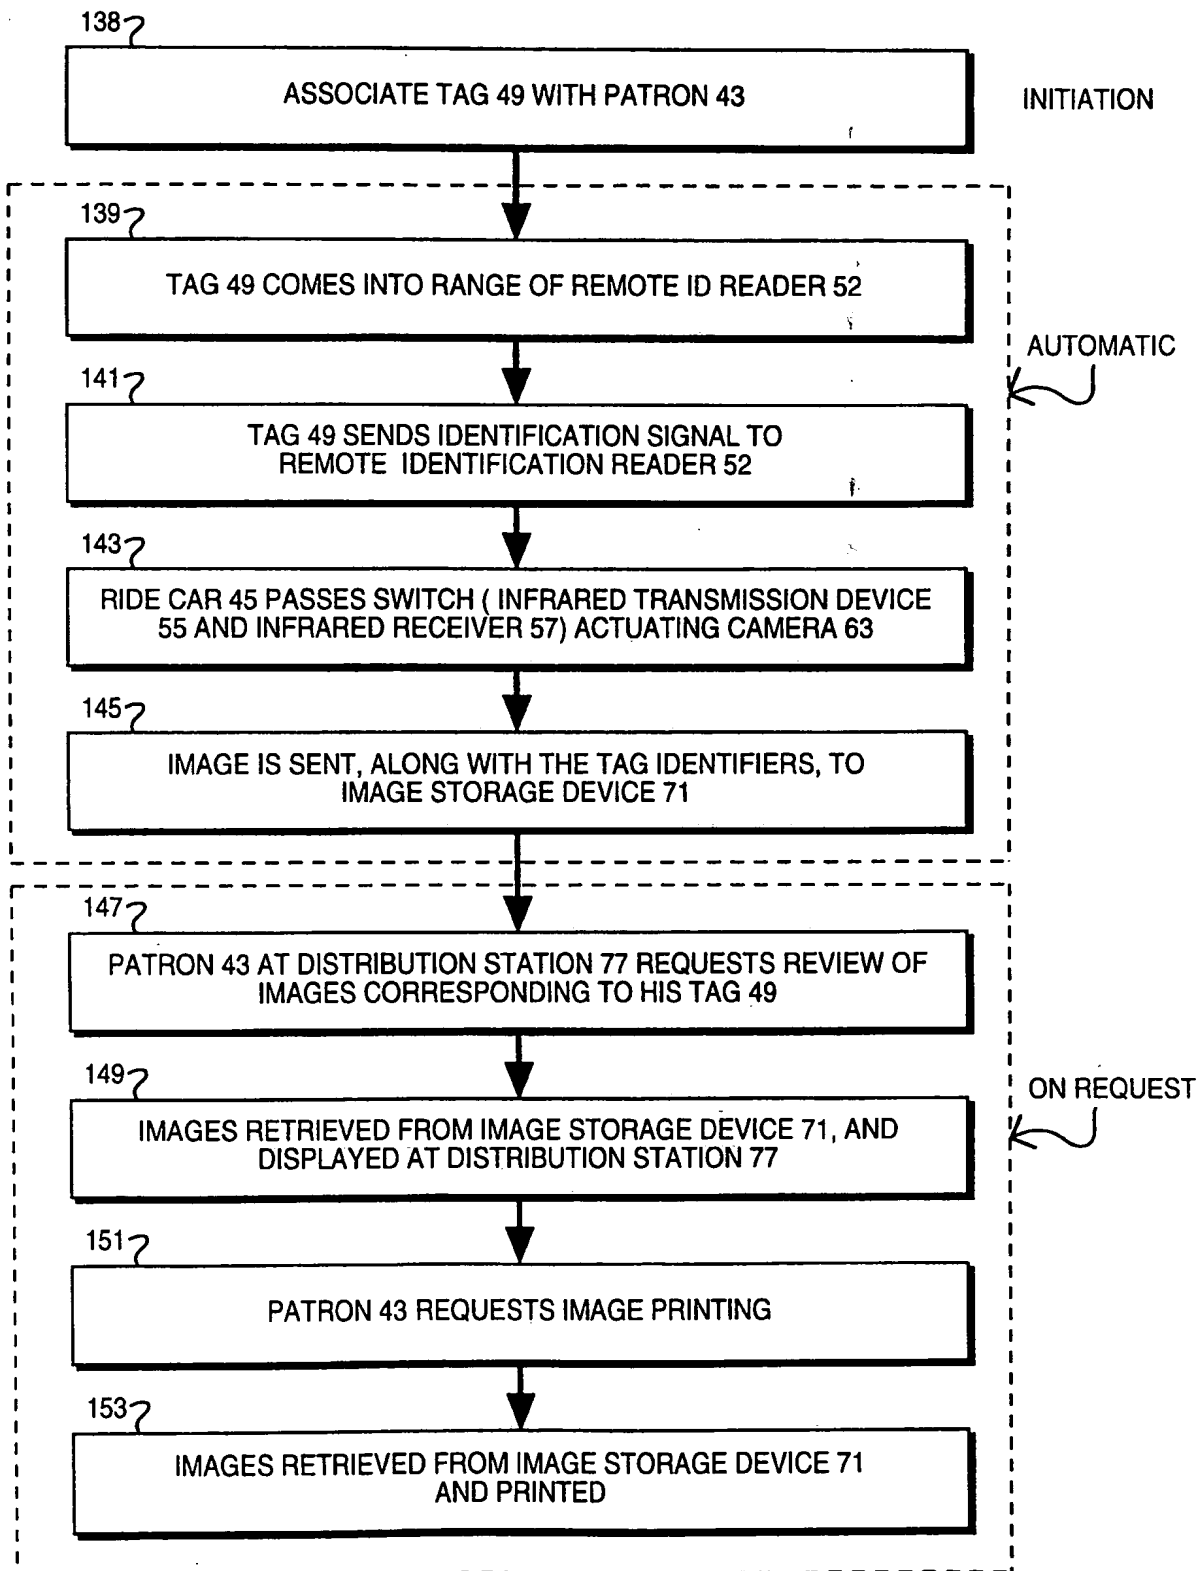 138
ASSOCIATE TAG 49 WITH PATRON 43
INITIATION
139
TAG 49 COMES INTO RANGE OF REMOTE ID READER 52
AUTOMATIC
141
TAG 49 SENDS IDENTIFICATION SIGNAL TO
REMOTE IDENTIFICATION READER 52
143
RIDE CAR 45 PASSES SWITCH ( INFRARED TRANSMISSION DEVICE
55 AND INFRARED RECEIVER 57) ACTUATING CAMERA 63
145
IMAGE IS SENT, ALONG WITH THE TAG IDENTIFIERS, TO
IMAGE STORAGE DEVICE 71
147
PATRON 43 AT DISTRIBUTION STATION 77 REQUESTS REVIEW OF
IMAGES CORRESPONDING TO HIS TAG 49
149
ON REQUEST
IMAGES RETRIEVED FROM IMAGE STORAGE DEVICE 71, AND
DISPLAYED AT DISTRIBUTION STATION 77
151
PATRON 43 REQUESTS IMAGE PRINTING
153
IMAGES RETRIEVED FROM IMAGE STORAGE DEVICE 71
AND PRINTED